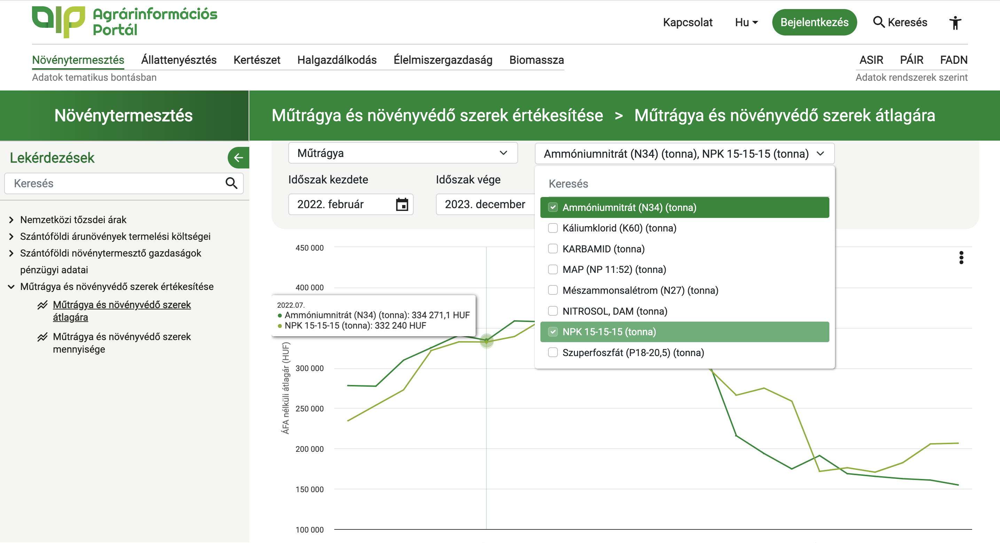 Agrárinformációs
Portál
Kapcsolat
Hu
Bejelentkezés
Keresés
Növénytermesztés
Állattenyésztés
Kertészet
Halgazdálkodás
Élelmiszergazdaság
Biomassza
ASIR
PÁIR
FADN
Adatok tematikus bontásban
Adatok rendszerek szerint
Növénytermesztés
Műtrágya és növényvédő szerek értékesítése > Műtrágya és növényvédő szerek átlagára
Lekérdezések
Keresés
Nemzetközi tőzsdei árak
Szántóföldi árunövények termelési költségei
Szántóföldi növénytermesztő gazdaságok
pénzügyi adatai
Műtrágya és növényvédő szerek értékesítése
Műtrágya és növényvédő szerek
átlagára
Műtrágya és növényvédő szerek
mennyisége
Műtrágya
Ammóniumnitrát (N34) (tonna), NPK 15-15-15 (tonna)
Időszak kezdete
Időszak vége
2022. február
2023. december
Keresés
Ammóniumnitrát (N34) (tonna)
Káliumklorid (K60) (tonna)
KARBAMID (tonna)
MAP (NP 11:52) (tonna)
Mészammonsalétrom (N27) (tonna)
NITROSOL, DAM (tonna)
NPK 15-15-15 (tonna)
Szuperfoszfát (P18-20,5) (tonna)
450 000
400 000
2022.07.
Ammóniumnitrát (N34) (tonna): 334 271,1 HUF
NPK 15-15-15 (tonna): 332 240 HUF
ÁFA nélküli átlagár (HUF)
300 000
250 000
200 000
150 000
100 000